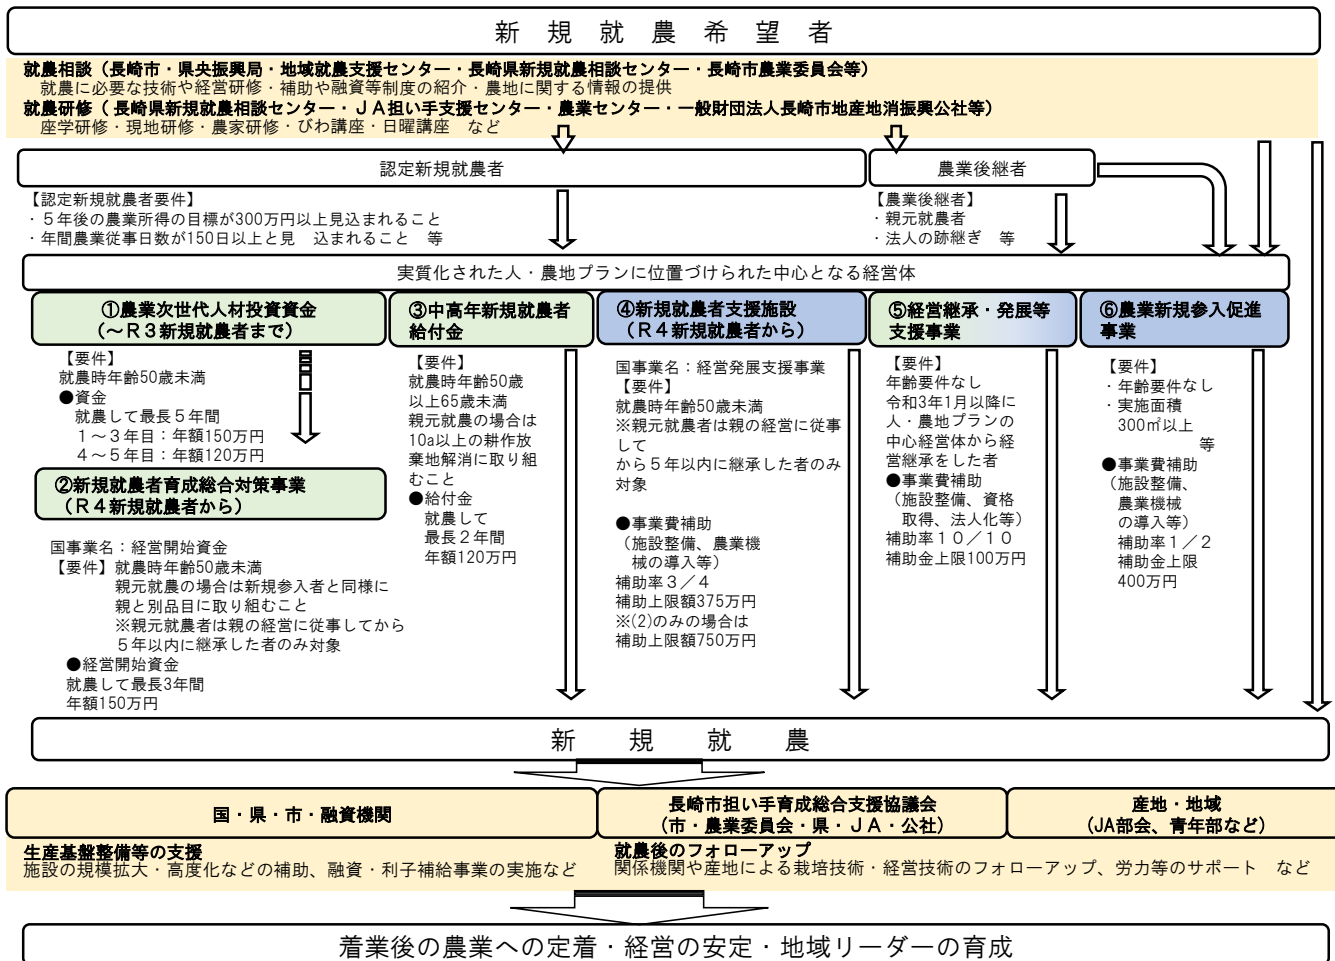 新規就農希望者
就農相談（長崎市・県央振興局・地域就農支援センター・長崎県新規就農相談センター・長崎市農業委員会等）
就農に必要な技術や経営研修・補助や融資等制度の紹介・農地に関する情報の提供
就農研修（ 長崎県新規就農相談センター・ＪＡ担い手支援センター・農業センター・一般財団法人長崎市地産地消振興公社等）
座学研修・現地研修・農家研修・びわ講座・日曜講座　など
認定新規就農者
【認定新規就農者要件】
・５年後の農業所得の目標が300万円以上見込まれること
・年間農業従事日数が150日以上と見　込まれること　等
農業後継者
【農業後継者】
・親元就農者
・法人の跡継ぎ　等
実質化された人・農地プランに位置づけられた中心となる経営体
①農業次世代人材投資資金
（～Ｒ３新規就農者まで）
【要件】
就農時年齢50歳未満
●資金
就農して最長５年間
１～３年目：年額150万円
４～５年目：年額120万円
②新規就農者育成総合対策事業
（Ｒ４新規就農者から）
国事業名：経営開始資金
【要件】就農時年齢50歳未満
親元就農の場合は新規参入者と同様に
親と別品目に取り組むこと
※親元就農者は親の経営に従事してから
５年以内に継承した者のみ対象
●経営開始資金
就農して最長3年間
年額150万円
③中高年新規就農者
給付金
【要件】
就農時年齢50歳
以上65歳未満
親元就農の場合は
10a以上の耕作放
棄地解消に取り組
むこと
●給付金
就農して
最長２年間
年額120万円
④新規就農者支援施設
（Ｒ４新規就農者から）
国事業名：経営発展支援事業
【要件】
就農時年齢50歳未満
※親元就農者は親の経営に従事
して
から５年以内に継承した者のみ
対象
●事業費補助
（施設整備、農業機
械の導入等）
補助率３／４
補助上限額375万円
※(2)のみの場合は
補助上限額750万円
⑤経営継承・発展等
支援事業
【要件】
年齢要件なし
令和3年1月以降に
人・農地プランの
中心経営体から経
営継承をした者
●事業費補助
（施設整備、資格
取得、法人化等）
補助率１０／１０
補助金上限100万円
⑥農業新規参入促進
事業
【要件】
・年齢要件なし
・実施面積
300㎡以上
等
●事業費補助
（施設整備、
農業機械
の導入等）
補助率１／２
補助金上限
400万円
新規就農
国・県・市・融資機関
長崎市担い手育成総合支援協議会
（市・農業委員会・県・ＪＡ・公社）
産地・地域
（JA部会、青年部など）
生産基盤整備等の支援
施設の規模拡大・高度化などの補助、融資・利子補給事業の実施など
就農後のフォローアップ
関係機関や産地による栽培技術・経営技術のフォローアップ、労力等のサポート　など
着業後の農業への定着・経営の安定・地域リーダーの育成